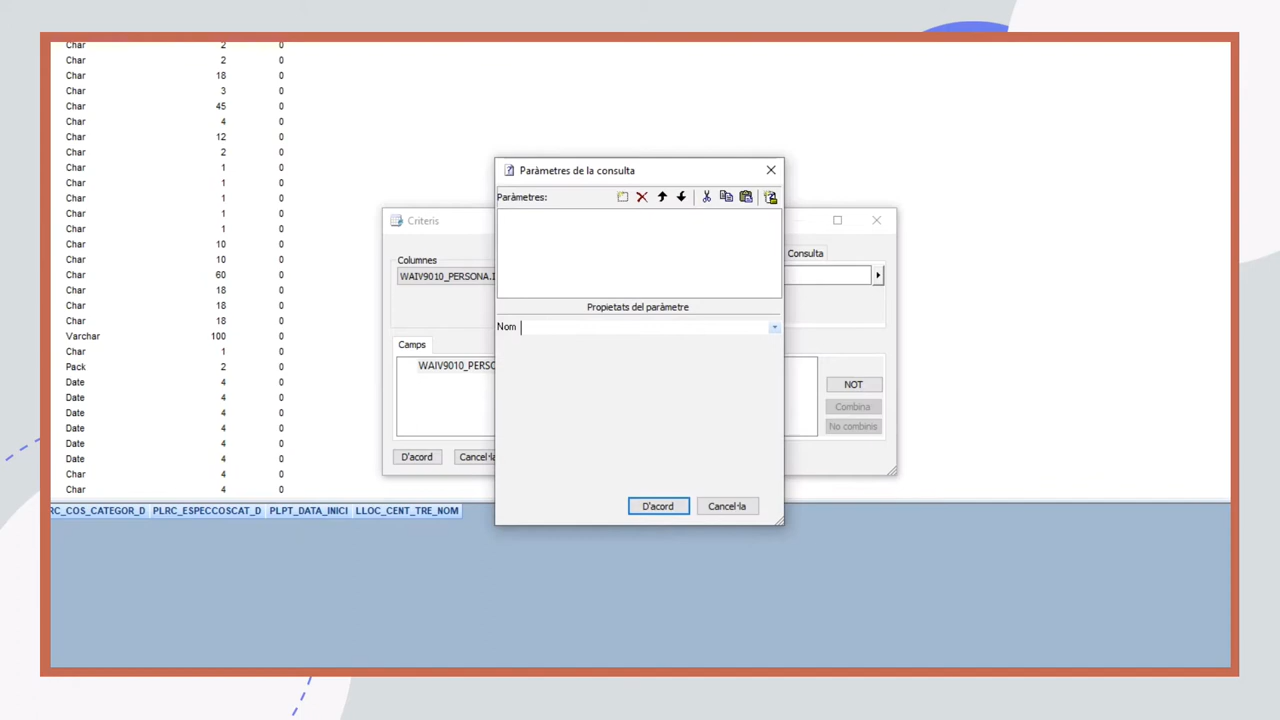 Char 2 0
Char 2 0
Char 18 0
Char 3 0
Char 45 0
Char 4 0
Char 12 0
Char 2 0
Char 1 0
Char 1 0
Char 1 0
Char 1 0
Char 1 0
Char 10 0
Char 10 0
Char 60 0
Char 18 0
Char 18 0
Char 18 0
Varchar 100 0
Char 1 0
Pack 2 0
Date 4 0
Date 4 0
Date 4 0
Date 4 0
Date 4 0
Date 4 0
Char 4 0
Char 4 0
RC_COS_CATEGOR_D PLRC_ESPECCOSCAT_D PLPT_DATA_INICI LLOC_CENT_TRE_NOM
Criteris
Columnes
WAIV9010_PERSONA.I
Consulta
Camps
WAIV9010_PERSO
NOT
Combina
No combinis
D'acord Cancel·la
Paràmetres de la consulta
Paràmetres:
Propietats del paràmetre
Nom
D'acord Cancel·la